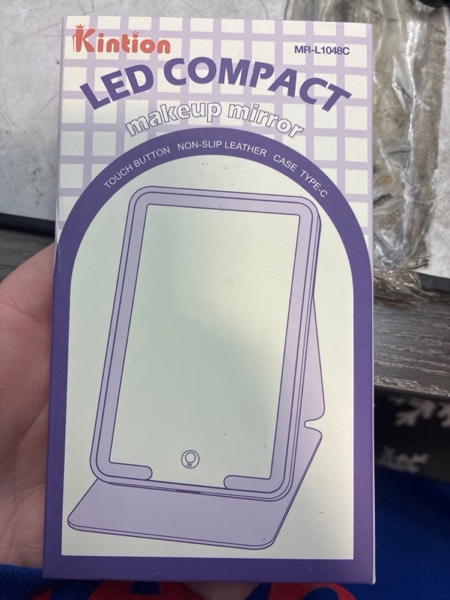 Kintion
MR-L1048C
LED COMPACT
makeup mirror
TOUCH BUTTON NON-SLIP LEATHER CASE TYPE-C